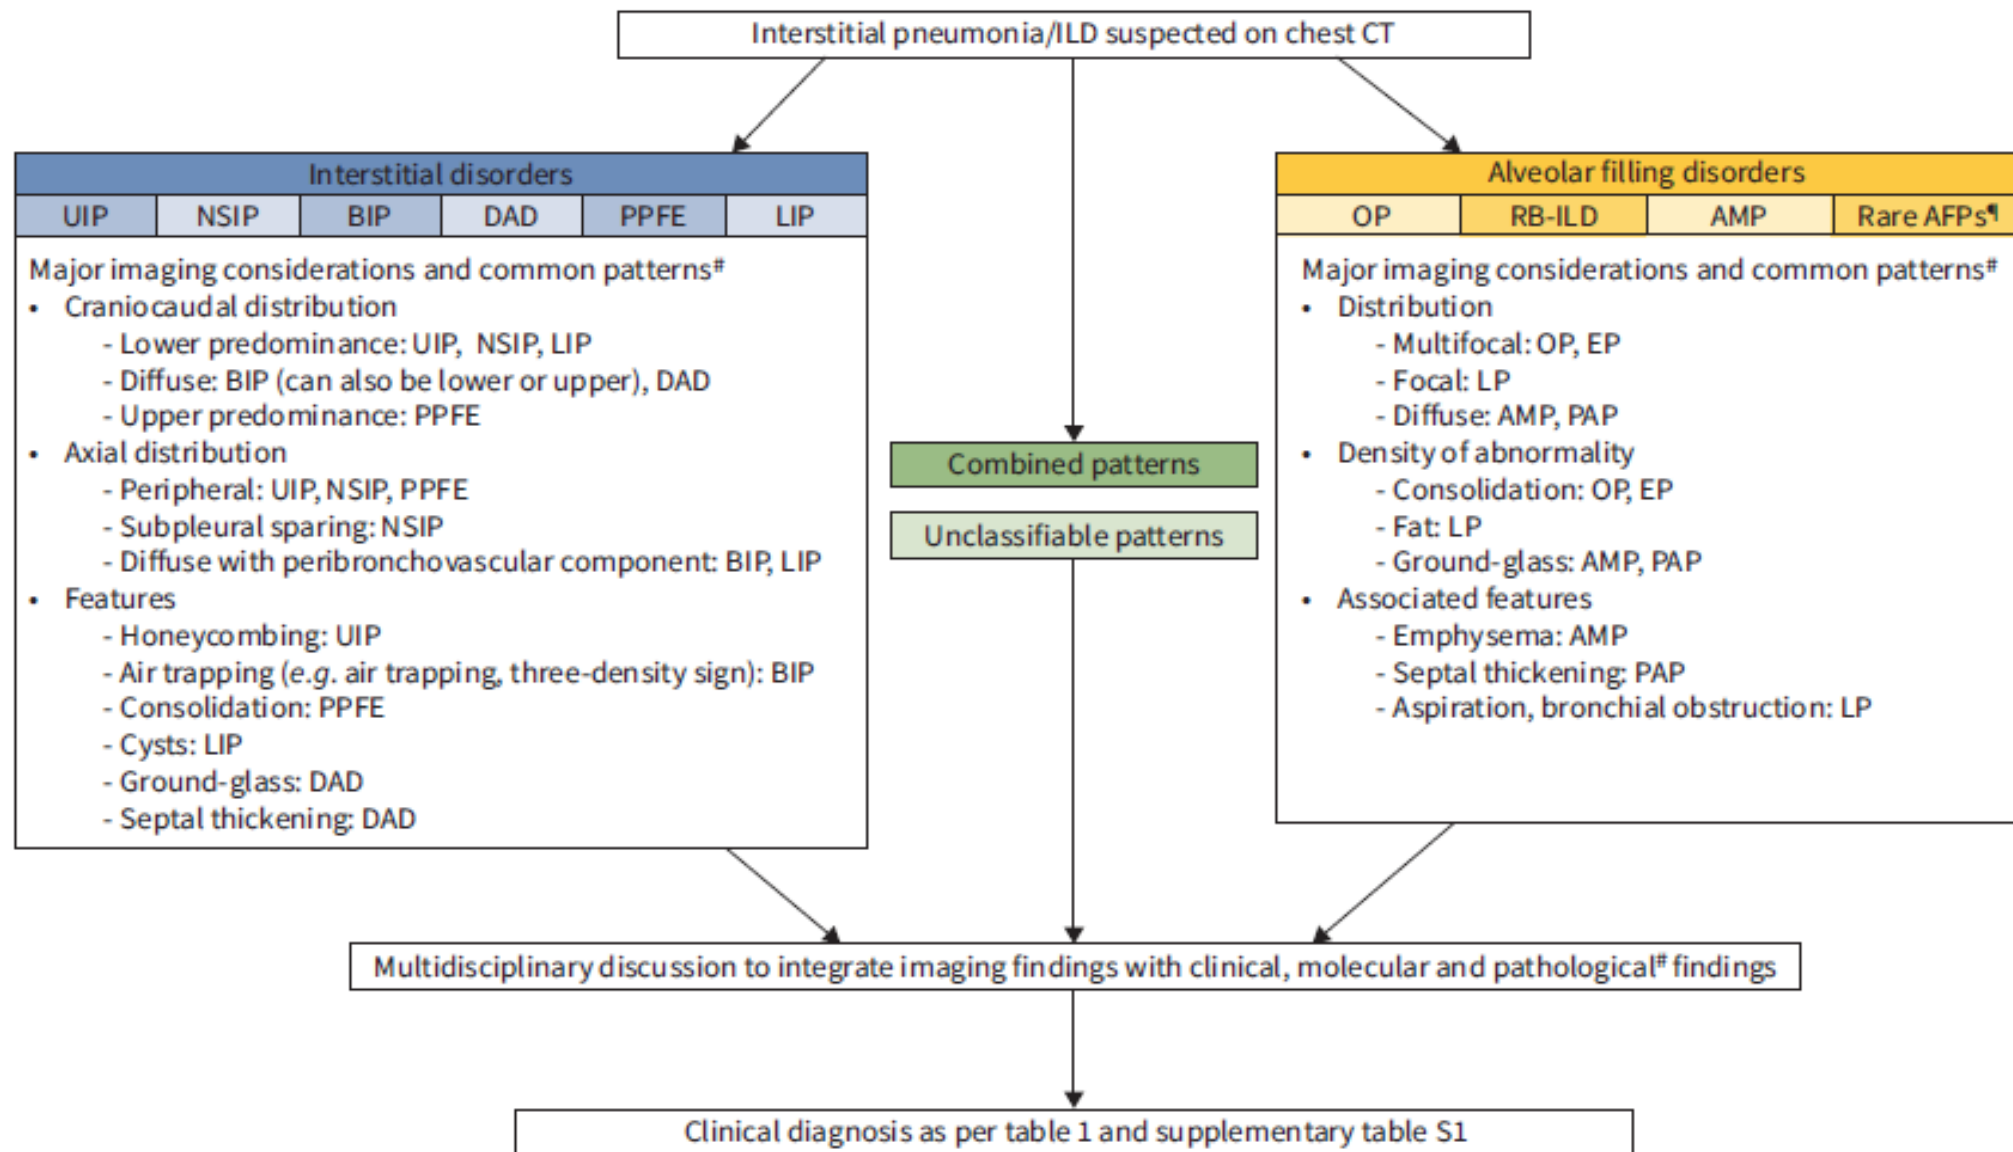 Interstitial pneumonia/ILD suspected on chest CT
Interstitial disorders
UIP NSIP BIP DAD PPFE LIP
Major imaging considerations and common patterns#
• Craniocaudal distribution
- Lower predominance: UIP, NSIP, LIP
- Diffuse: BIP (can also be lower or upper), DAD
- Upper predominance: PPFE
• Axial distribution
- Peripheral: UIP, NSIP, PPFE
- Subpleural sparing: NSIP
- Diffuse with peribronchovascular component: BIP, LIP
• Features
- Honeycombing: UIP
- Air trapping (e.g. air trapping, three-density sign): BIP
- Consolidation: PPFE
- Cysts: LIP
- Ground-glass: DAD
- Septal thickening: DAD
Combined patterns
Unclassifiable patterns
Alveolar filling disorders
OP RB-ILD AMP Rare AFPs¶
Major imaging considerations and common patterns#
• Distribution
- Multifocal: OP, EP
- Focal: LP
- Diffuse: AMP, PAP
• Density of abnormality
- Consolidation: OP, EP
- Fat: LP
- Ground-glass: AMP, PAP
• Associated features
- Emphysema: AMP
- Septal thickening: PAP
- Aspiration, bronchial obstruction: LP
Multidisciplinary discussion to integrate imaging findings with clinical, molecular and pathological# findings
Clinical diagnosis as per table 1 and supplementary table S1